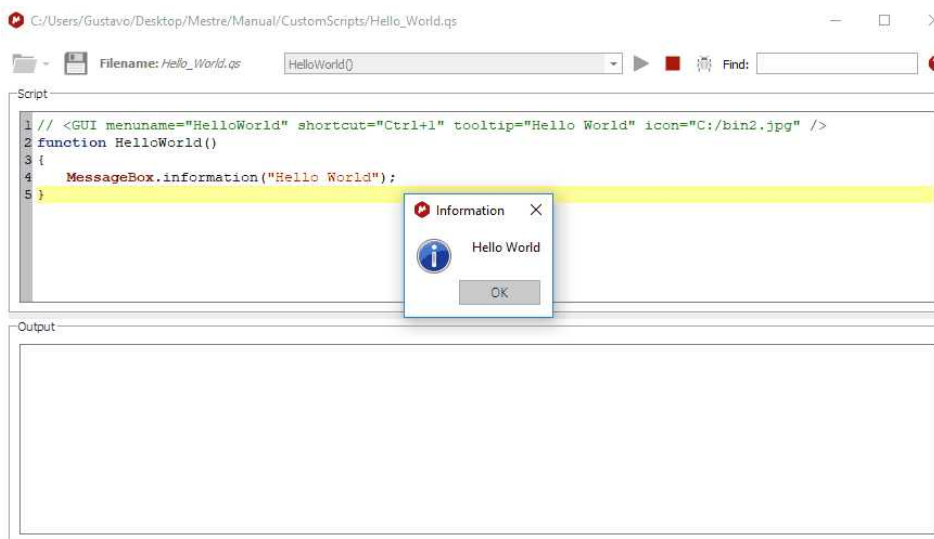 C:/Users/Gustavo/Desktop/Mestre/Manual/CustomScripts/Hello_World.qs
Filename: Hello_World.qs HelloWorld() Find:
Script
1 // <GUI menuname="HelloWorld" shortcut="Ctrl+1" tooltip="Hello World" icon="C:/bin2.jpg" />
2 function HelloWorld()
3 {
4 MessageBox.information("Hello World");
5 }
Information
Hello World
OK
Output